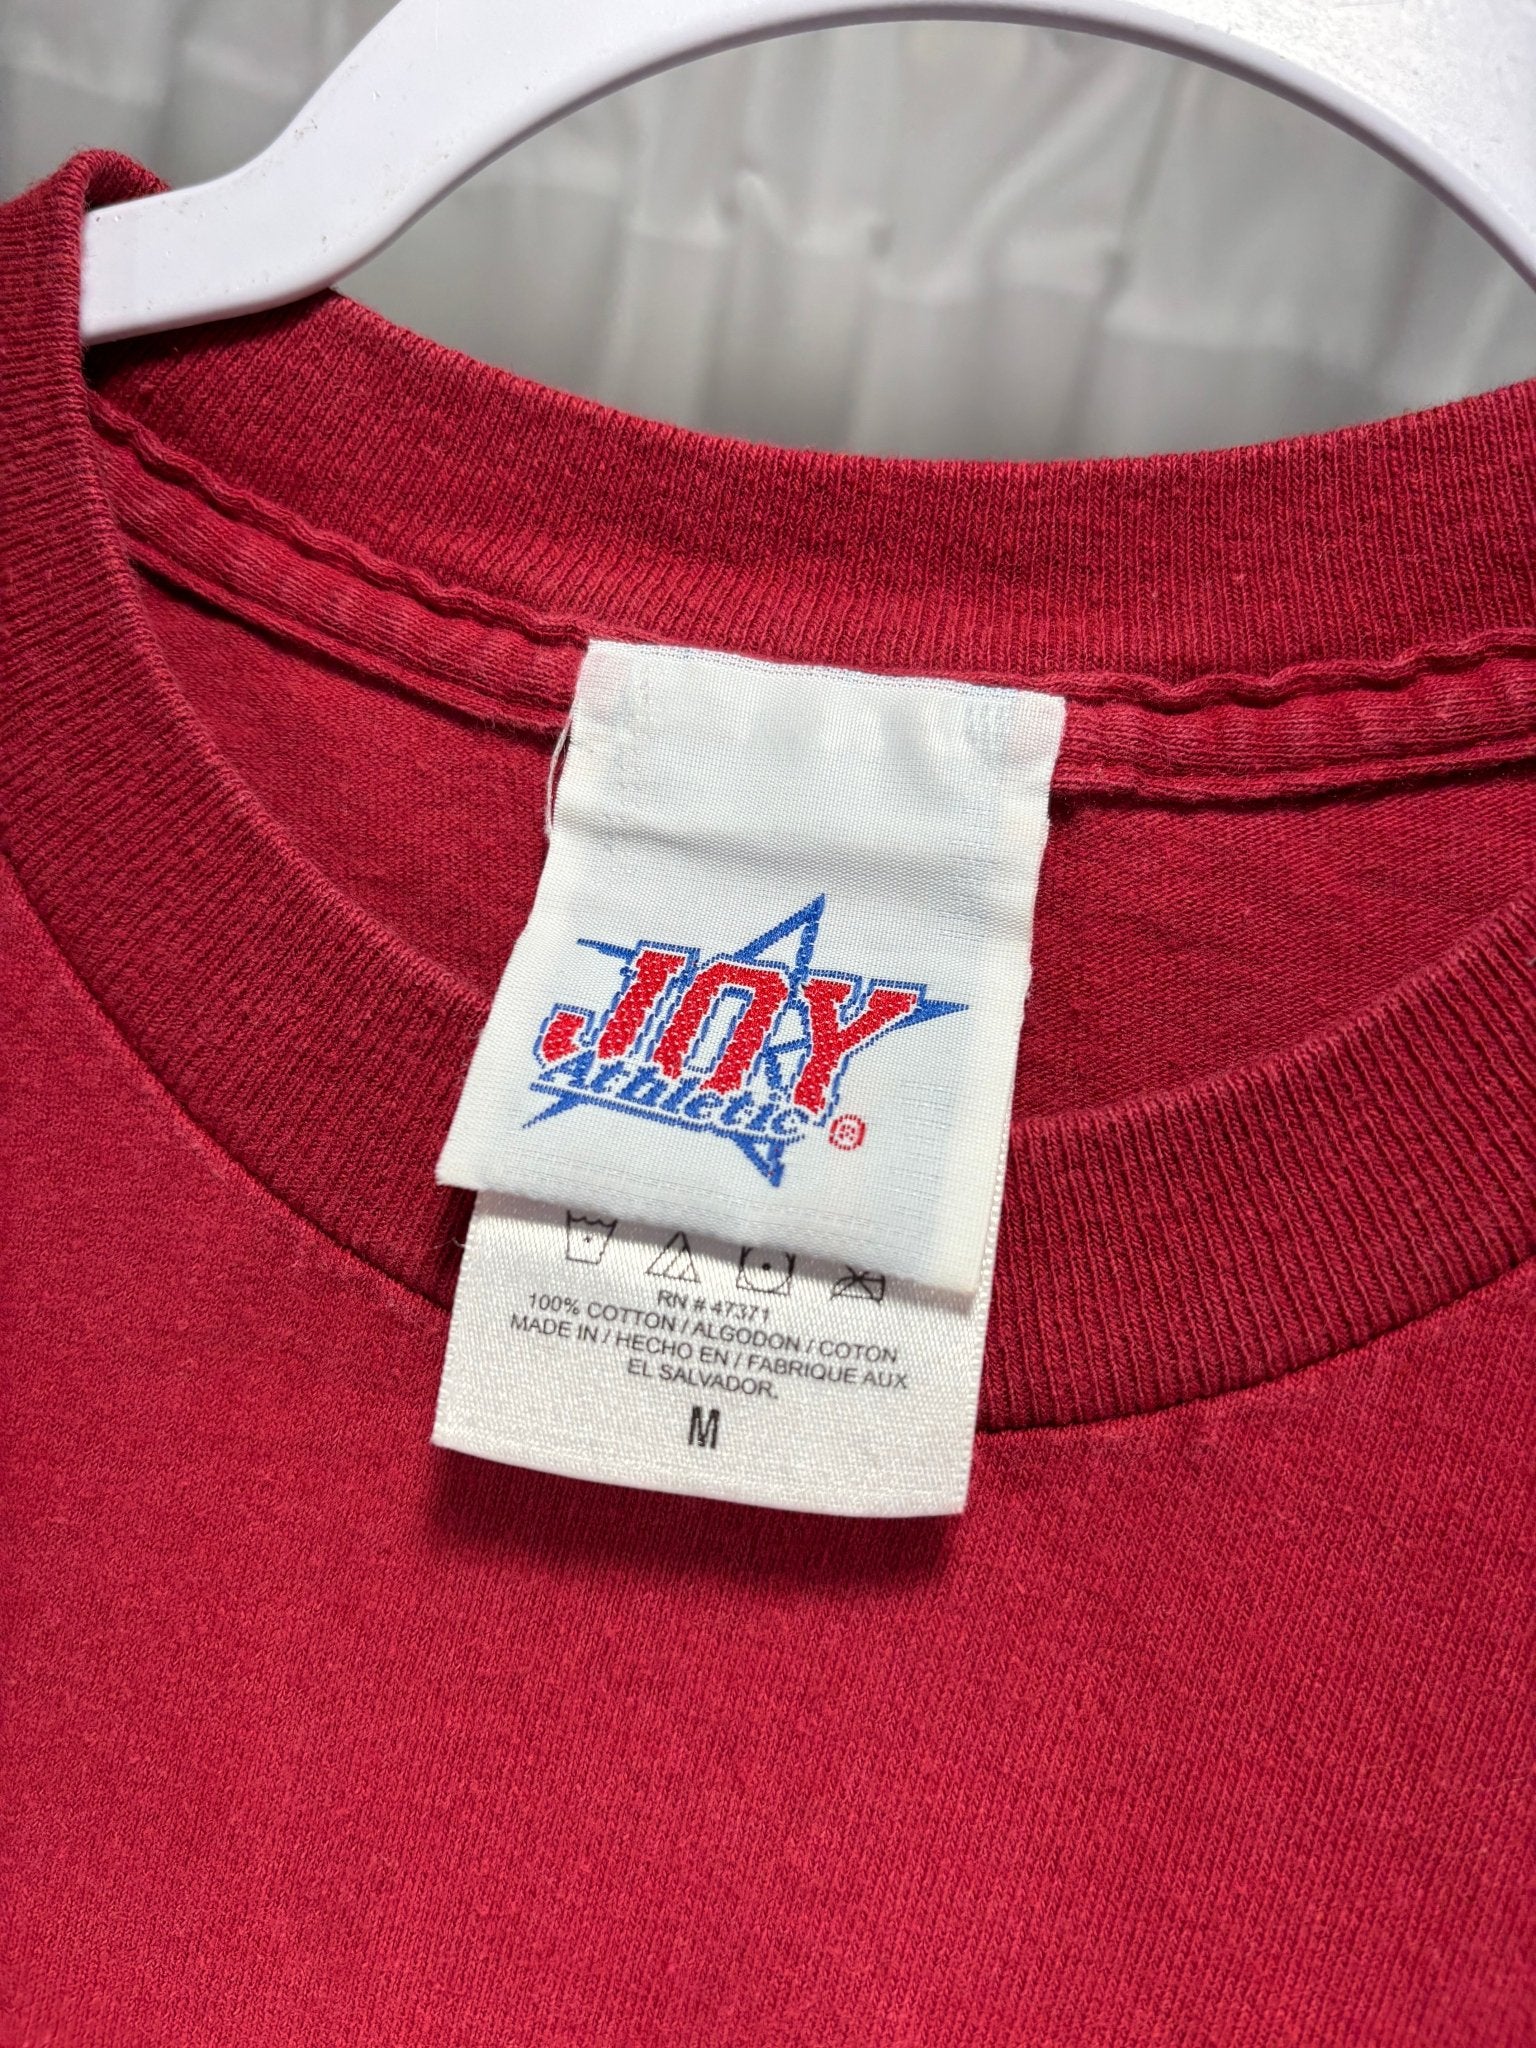 JOY
Athletic ®
RN # 47371
100% COTTON / ALGODON / COTON
MADE IN / HECHO EN / FABRIQUE AUX
EL SALVADOR.
M